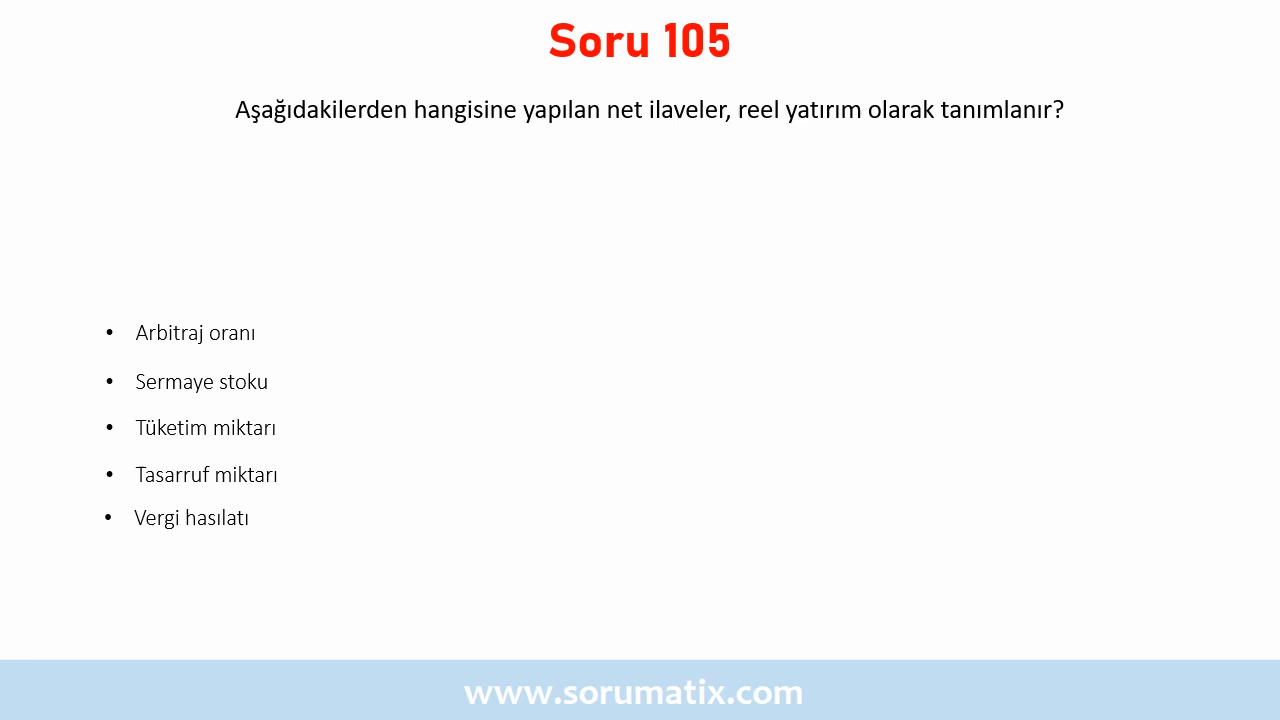 Soru 105
Aşağıdakilerden hangisine yapılan net ilaveler, reel yatırım olarak tanımlanır?
• Arbitraj oranı
• Sermaye stoku
• Tüketim miktarı
• Tasarruf miktarı
• Vergi hasılatı
www.sorumatix.com